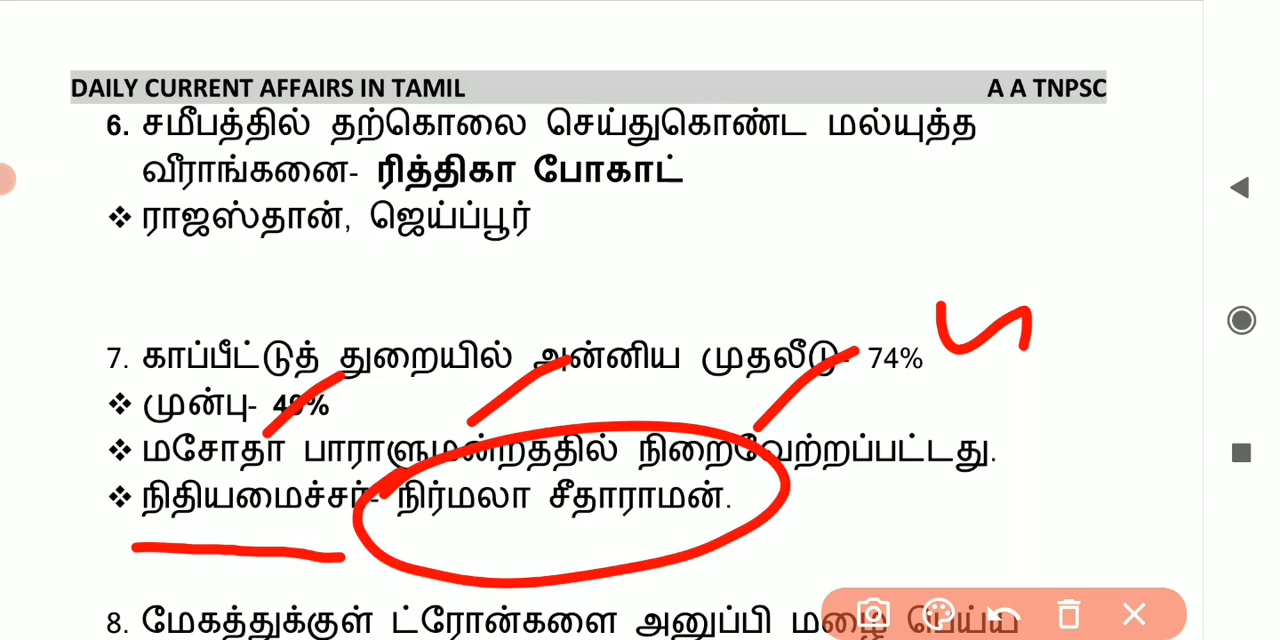 DAILY CURRENT AFFAIRS IN TAMIL A A TNPSC
6. சமீபத்தில் தற்கொலை செய்துகொண்ட மல்யுத்த
வீராங்கனை- ரித்திகா போகாட்
❖ ராஜஸ்தான், ஜெய்ப்பூர்
7. காப்பீட்டுத் துறையில் அன்னிய முதலீடு- 74%
❖ முன்பு- 49%
❖ மசோதா பாராளுமன்றத்தில் நிறைவேற்றப்பட்டது.
❖ நிதியமைச்சர்- நிர்மலா சீதாராமன்.
8. மேகத்துக்குள் ட்ரோன்களை அனுப்பி மழை பெய்ய